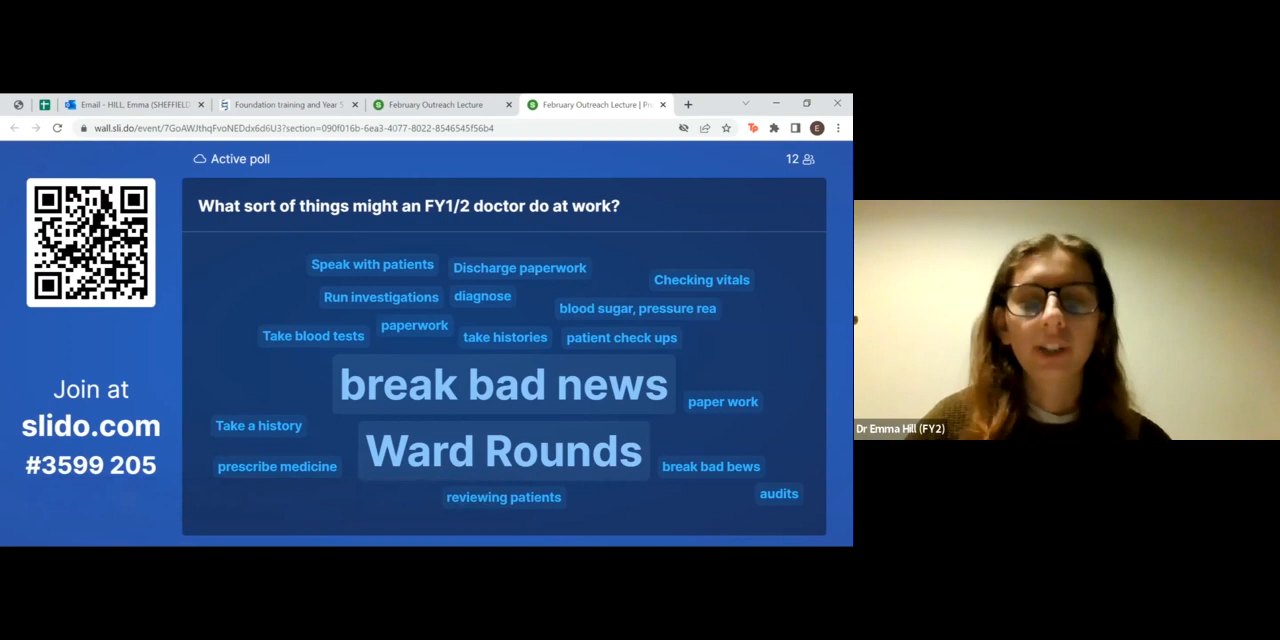 Email - HILL, Emma (SHEFFIELD
Foundation training and Year 5
February Outreach Lecture
February Outreach Lecture | Pr
wall.sli.do/event/7GoAWJthqFvoNEDdx6d6U3?section=090f016b-6ea3-4077-8022-8546545f56b4
Tp
E
Active poll
12
What sort of things might an FY1/2 doctor do at work?
Speak with patients
Discharge paperwork
Checking vitals
Run investigations
diagnose
blood sugar, pressure rea
Take blood tests
paperwork
take histories
patient check ups
break bad news
paper work
Take a history
Ward Rounds
prescribe medicine
break bad bews
reviewing patients
audits
Join at
slido.com
#3599 205
Dr Emma Hill (FY2)